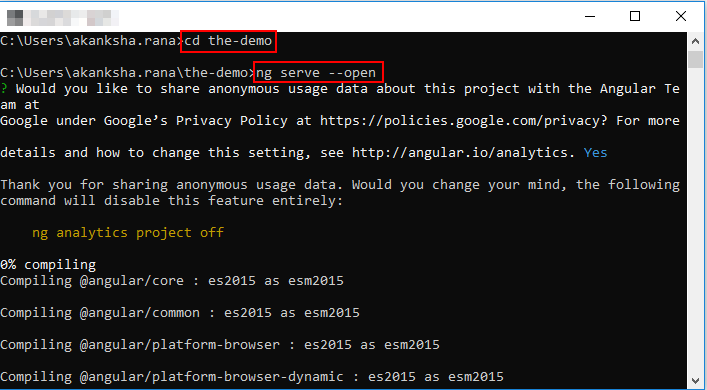 C:\Users\akanksha.rana>cd the-demo
C:\Users\akanksha.rana\the-demo>ng serve --open
? Would you like to share anonymous usage data about this project with the Angular Te
am at
Google under Google’s Privacy Policy at https://policies.google.com/privacy? For more
details and how to change this setting, see http://angular.io/analytics. Yes
Thank you for sharing anonymous usage data. Would you change your mind, the following
command will disable this feature entirely:
ng analytics project off
0% compiling
Compiling @angular/core : es2015 as esm2015
Compiling @angular/common : es2015 as esm2015
Compiling @angular/platform-browser : es2015 as esm2015
Compiling @angular/platform-browser-dynamic : es2015 as esm2015